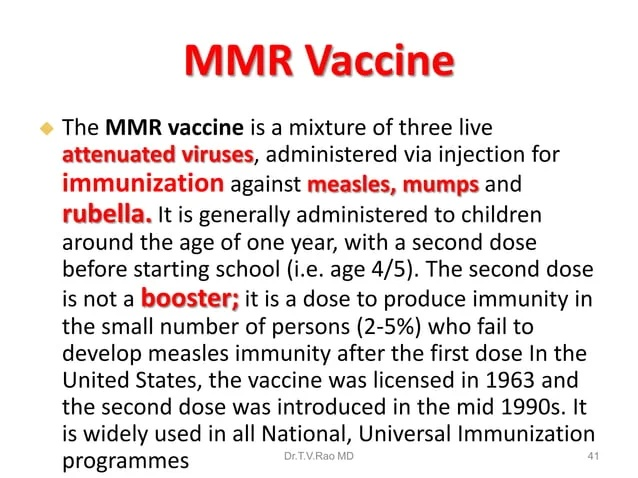 MMR Vaccine
The MMR vaccine is a mixture of three live
attenuated viruses, administered via injection for
immunization against measles, mumps and
rubella. It is generally administered to children
around the age of one year, with a second dose
before starting school (i.e. age 4/5). The second dose
is not a booster; it is a dose to produce immunity in
the small number of persons (2-5%) who fail to
develop measles immunity after the first dose In the
United States, the vaccine was licensed in 1963 and
the second dose was introduced in the mid 1990s. It
is widely used in all National, Universal Immunization
programmes
Dr.T.V.Rao MD
41